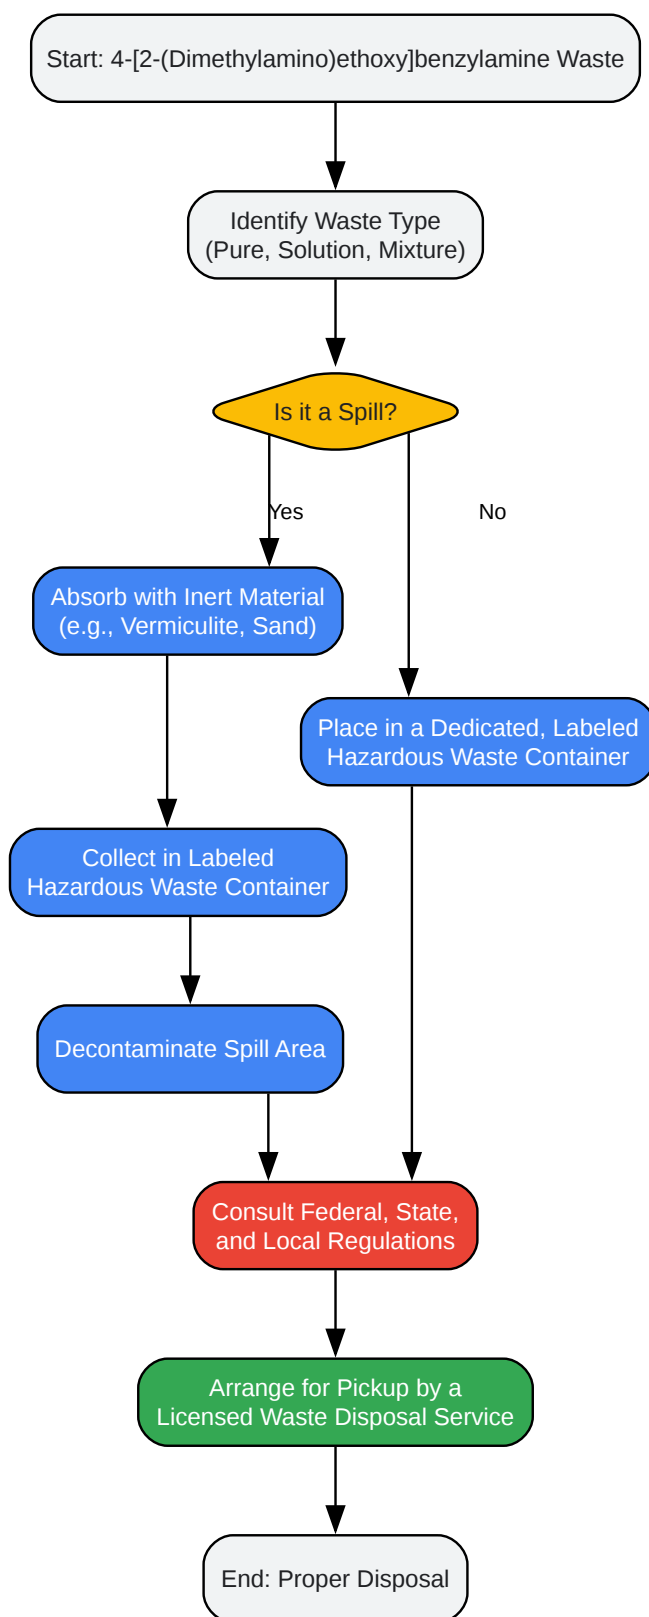 Start: 4-[2-(Dimethylamino)ethoxy]benzylamine Waste
Identify Waste Type
(Pure, Solution, Mixture)
Is it a Spill?
Yes
No
Absorb with Inert Material
(e.g., Vermiculite, Sand)
Place in a Dedicated, Labeled
Hazardous Waste Container
Collect in Labeled
Hazardous Waste Container
Decontaminate Spill Area
Consult Federal, State,
and Local Regulations
Arrange for Pickup by a
Licensed Waste Disposal Service
End: Proper Disposal